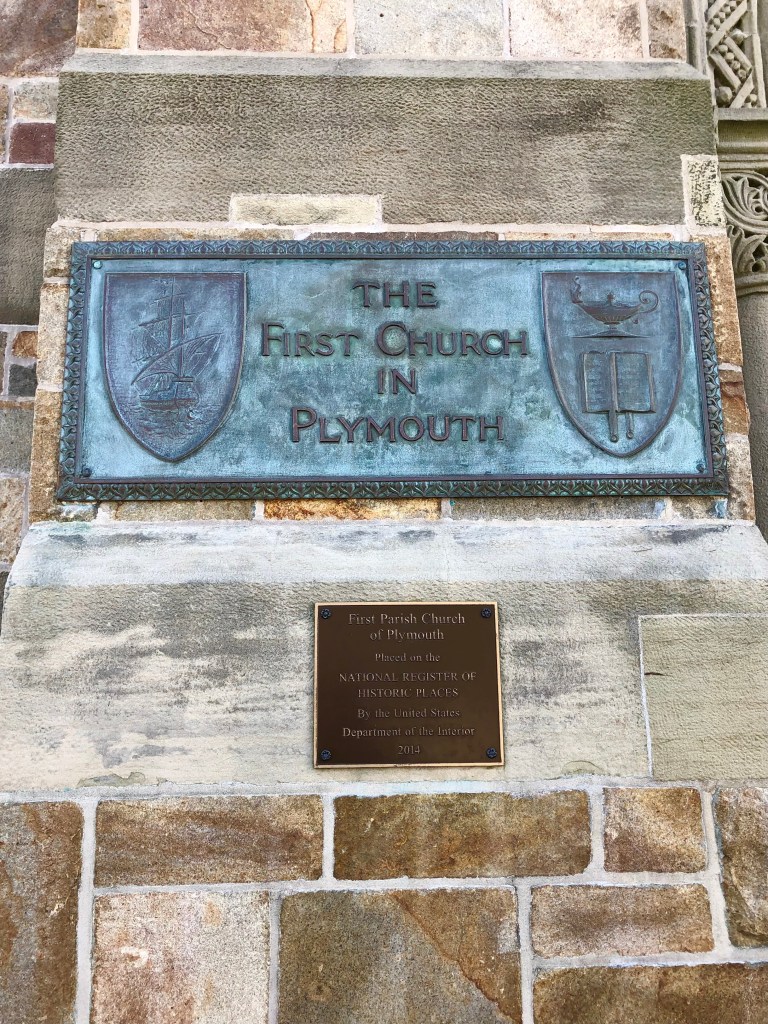 THE
FIRST CHURCH
IN
PLYMOUTH
First Parish Church
of Plymouth
Placed on the
NATIONAL REGISTER OF
HISTORIC PLACES
By the United States
Department of the Interior
2014